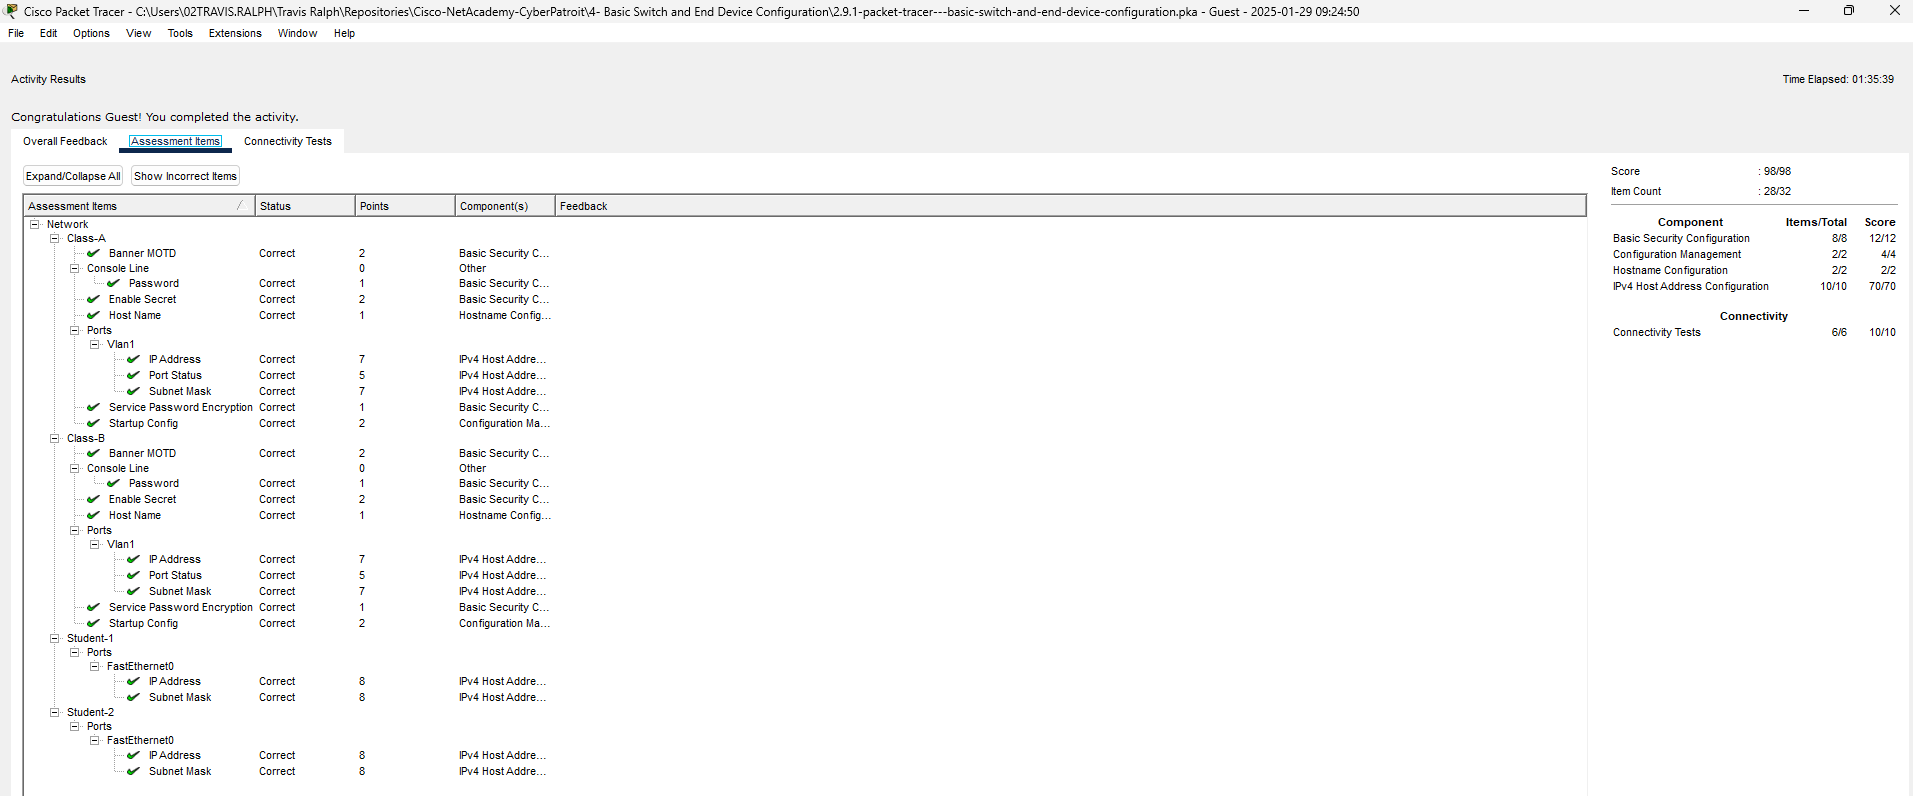 Cisco Packet Tracer - C:\Users\02TRAVIS.RALPH\Travis Ralph\Repositories\Cisco-NetAcademy-CyberPatroit\4- Basic Switch and End Device Configuration\2.9.1-packet-tracer---basic-switch-and-end-device-configuration.pka - Guest - 2025-01-29 09:24:50
File Edit Options View Tools Extensions Window Help
Activity Results
Time Elapsed: 01:35:39
Congratulations Guest! You completed the activity.
Overall Feedback Assessment Items Connectivity Tests
Expand/Collapse All Show Incorrect Items
Assessment Items Status Points Component(s) Feedback
Network
Class-A
Banner MOTD Correct 2 Basic Security C...
Console Line 0 Other
Password Correct 1 Basic Security C...
Enable Secret Correct 2 Basic Security C...
Host Name Correct 1 Hostname Config...
Ports
Vlan1
IP Address Correct 7 IPv4 Host Addre...
Port Status Correct 5 IPv4 Host Addre...
Subnet Mask Correct 7 IPv4 Host Addre...
Service Password Encryption Correct 1 Basic Security C...
Startup Config Correct 2 Configuration Ma...
Class-B
Banner MOTD Correct 2 Basic Security C...
Console Line 0 Other
Password Correct 1 Basic Security C...
Enable Secret Correct 2 Basic Security C...
Host Name Correct 1 Hostname Config...
Ports
Vlan1
IP Address Correct 7 IPv4 Host Addre...
Port Status Correct 5 IPv4 Host Addre...
Subnet Mask Correct 7 IPv4 Host Addre...
Service Password Encryption Correct 1 Basic Security C...
Startup Config Correct 2 Configuration Ma...
Student-1
Ports
FastEthernet0
IP Address Correct 8 IPv4 Host Addre...
Subnet Mask Correct 8 IPv4 Host Addre...
Student-2
Ports
FastEthernet0
IP Address Correct 8 IPv4 Host Addre...
Subnet Mask Correct 8 IPv4 Host Addre...
Score : 98/98
Item Count : 28/32
Component Items/Total Score
Basic Security Configuration 8/8 12/12
Configuration Management 2/2 4/4
Hostname Configuration 2/2 2/2
IPv4 Host Address Configuration 10/10 70/70
Connectivity
Connectivity Tests 6/6 10/10